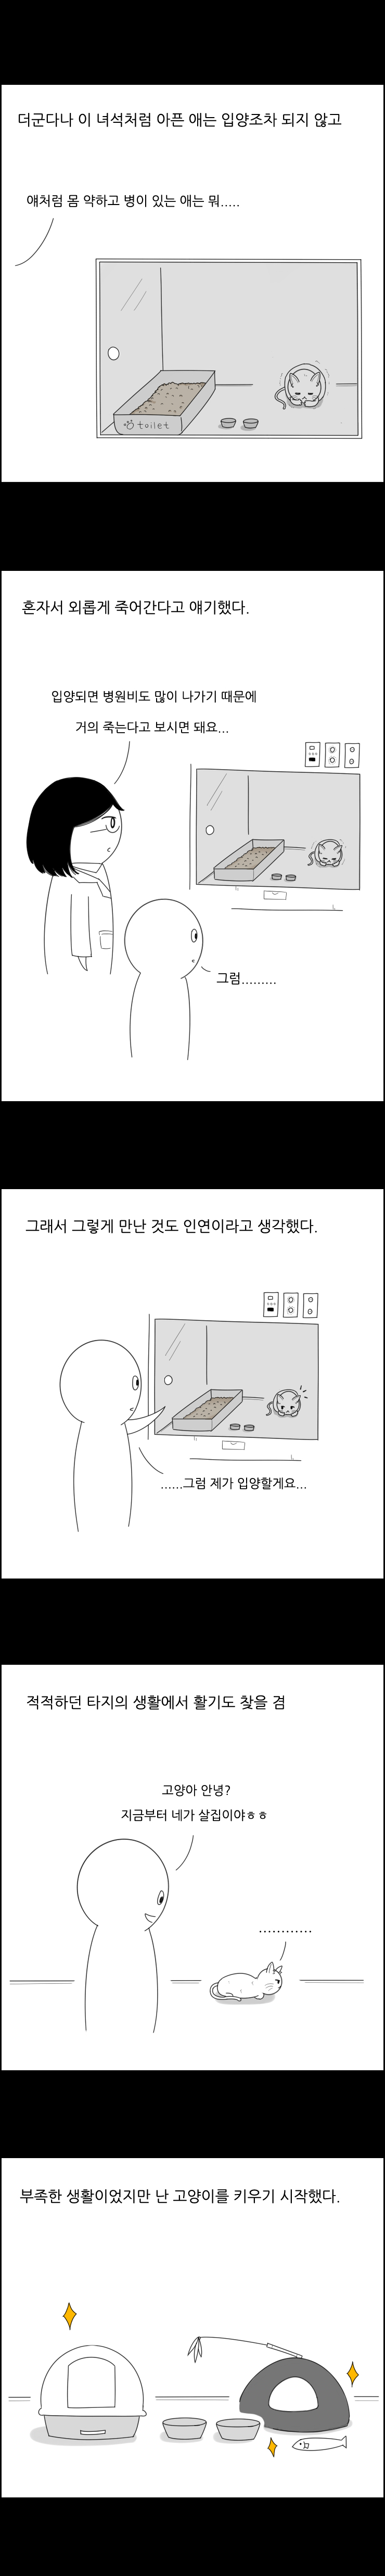 더군다나 이 녀석처럼 아픈 애는 입양조차 되지 않고
얘처럼 몸 약하고 병이 있는 애는 뭐.....
toilet
혼자서 외롭게 죽어간다고 얘기했다.
입양되면 병원비도 많이 나가기 때문에
거의 죽는다고 보시면 돼요...
그럼.........
그래서 그렇게 만난 것도 인연이라고 생각했다.
......그럼 제가 입양할게요...
적적하던 타지의 생활에서 활기도 찾을 겸
고양아 안녕?
지금부터 네가 살집이야ㅎㅎ
............
부족한 생활이었지만 난 고양이를 키우기 시작했다.